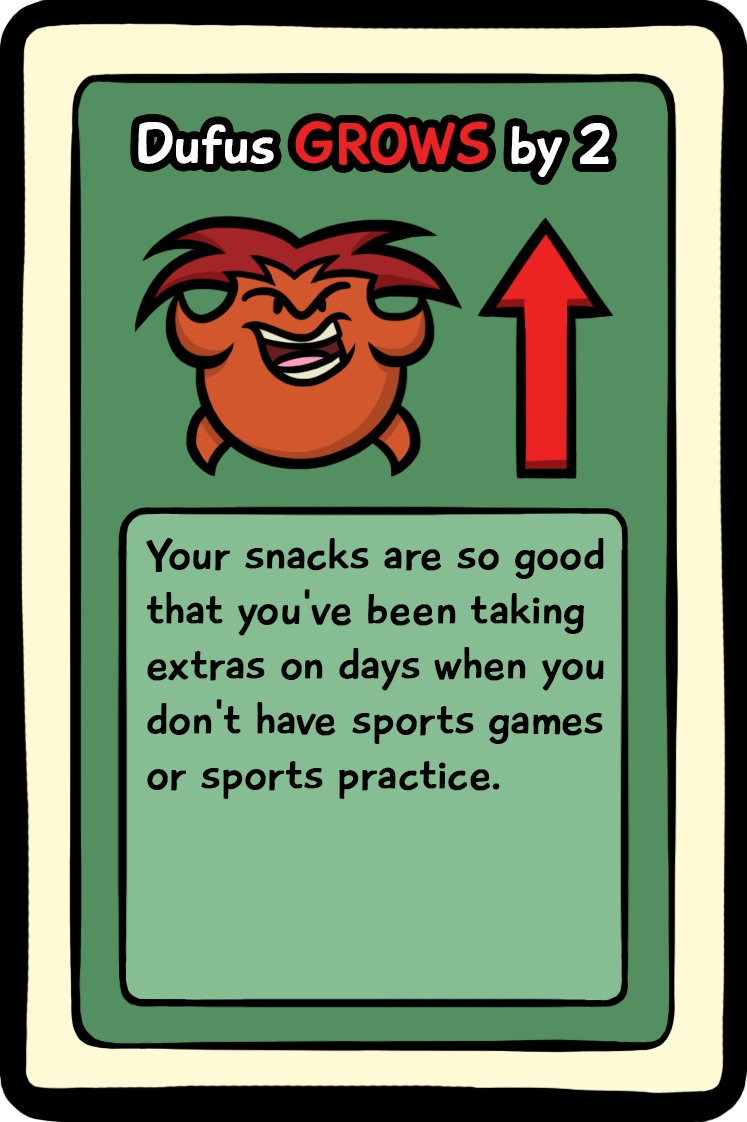 Dufus GROWS by 2
Your snacks are so good
that you've been taking
extras on days when you
don't have sports games
or sports practice.